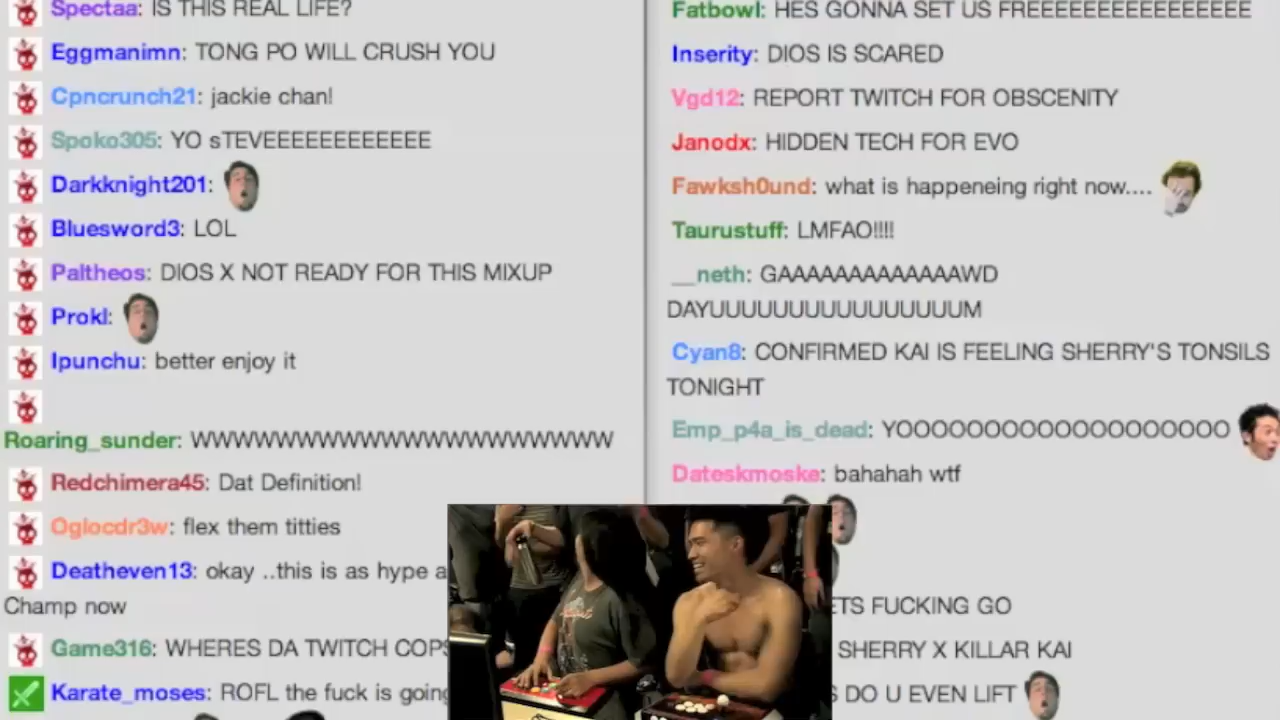 Spectaa: IS THIS REAL LIFE?
Eggmanimn: TONG PO WILL CRUSH YOU
Cpncrunch21: jackie chan!
Spoko305: YO sTEVEEEEEEEEEEEE
Darkknight201:
Bluesword3: LOL
Paltheos: DIOS X NOT READY FOR THIS MIXUP
Prokl:
Ipunchu: better enjoy it
Roaring_sunder: WWWWWWWWWWWWWWWWWWWW
Redchimera45: Dat Definition!
Oglocdr3w: flex them titties
Deatheven13: okay ..this is as hype a
Champ now
Game316: WHERES DA TWITCH COPS
Karate_moses: ROFL the fuck is going
Fatbowl: HES GONNA SET US FREEEEEEEEEEEEEEEE
Inserity: DIOS IS SCARED
Vgd12: REPORT TWITCH FOR OBSCENITY
Janodx: HIDDEN TECH FOR EVO
Fawksh0und: what is happeneing right now....
Taurustuff: LMFAO!!!!
__neth: GAAAAAAAAAAAAAWD
DAYUUUUUUUUUUUUUUUUUM
Cyan8: CONFIRMED KAI IS FEELING SHERRY'S TONSILS
TONIGHT
Emp_p4a_is_dead: YOOOOOOOOOOOOOOOOOOO
Dateskmoske: bahahah wtf
ETS FUCKING GO
SHERRY X KILLAR KAI
S DO U EVEN LIFT